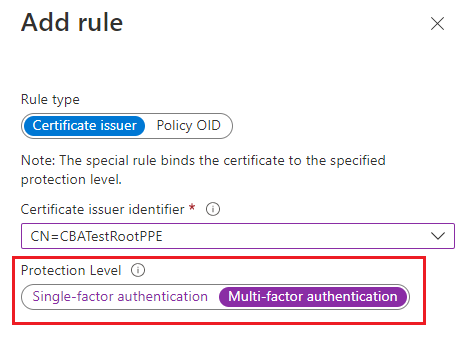 Add rule
Rule type
Certificate issuer Policy OID
Note: The special rule binds the certificate to the specified
protection level.
Certificate issuer identifier *
CN=CBATestRootPPE
Protection Level
Single-factor authentication Multi-factor authentication